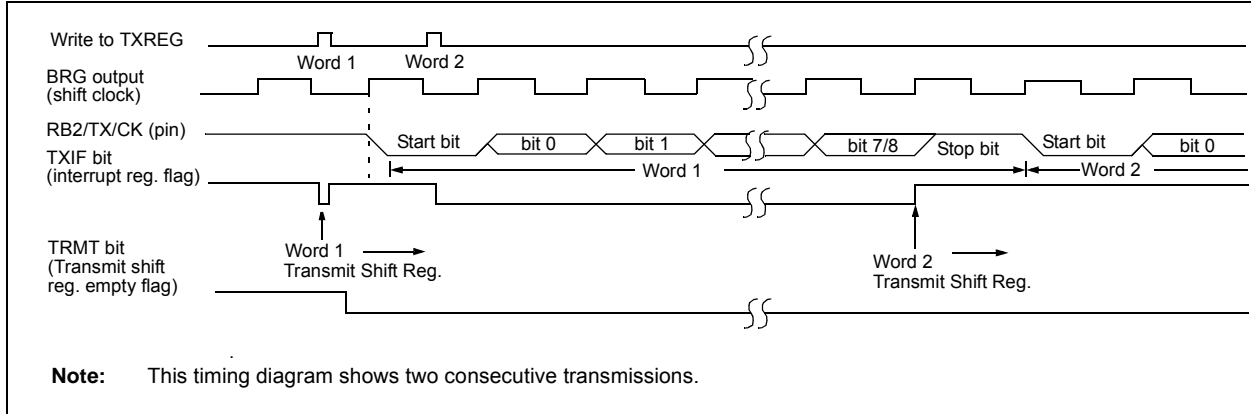 Write to TXREG
Word 1
Word 2
BRG output
(shift clock)
RB2/TX/CK (pin)
Start bit
bit 0
bit 1
bit 7/8
Stop bit
Start bit
bit 0
TXIF bit
(interrupt reg. flag)
Word 1
Word 2
Word 1
Transmit Shift Reg.
Word 2
Transmit Shift Reg.
TRMT bit
(Transmit shift
reg. empty flag)
Note: This timing diagram shows two consecutive transmissions.